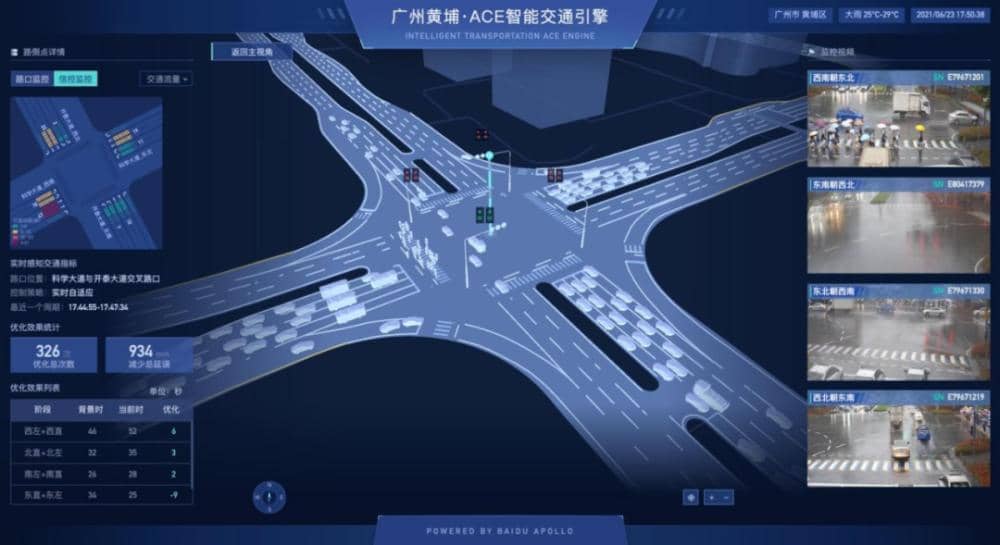 广州黄埔·ACE智能交通引擎
INTELLIGENT TRANSPORTATION ACE ENGINE
广州市 黄埔区
大雨 25°C-29°C
2021/06/23 17:50:38
路侧点详情
返回主视角
监控视频
路口监控
信控监控
交通流量
西南朝东北
SN E79671201
东南朝西北
SN E80417379
东北朝西南
SN E79671330
西北朝东南
SN E79671219
实时感知交通指标
路口位置: 科学大道与开泰大道交叉路口
控制策略: 实时自适应
最近一个周期: 17:44:55-17:47:34
优化效果统计
326
优化总次数
934
减少总延误
优化效果列表
单位: 秒
阶段 背景时 当前时 优化
西左+西直 46 52 6
北直+北左 32 35 3
南左+南直 26 28 2
东直+东左 34 25 -9
POWERED BY BAIDU APOLLO